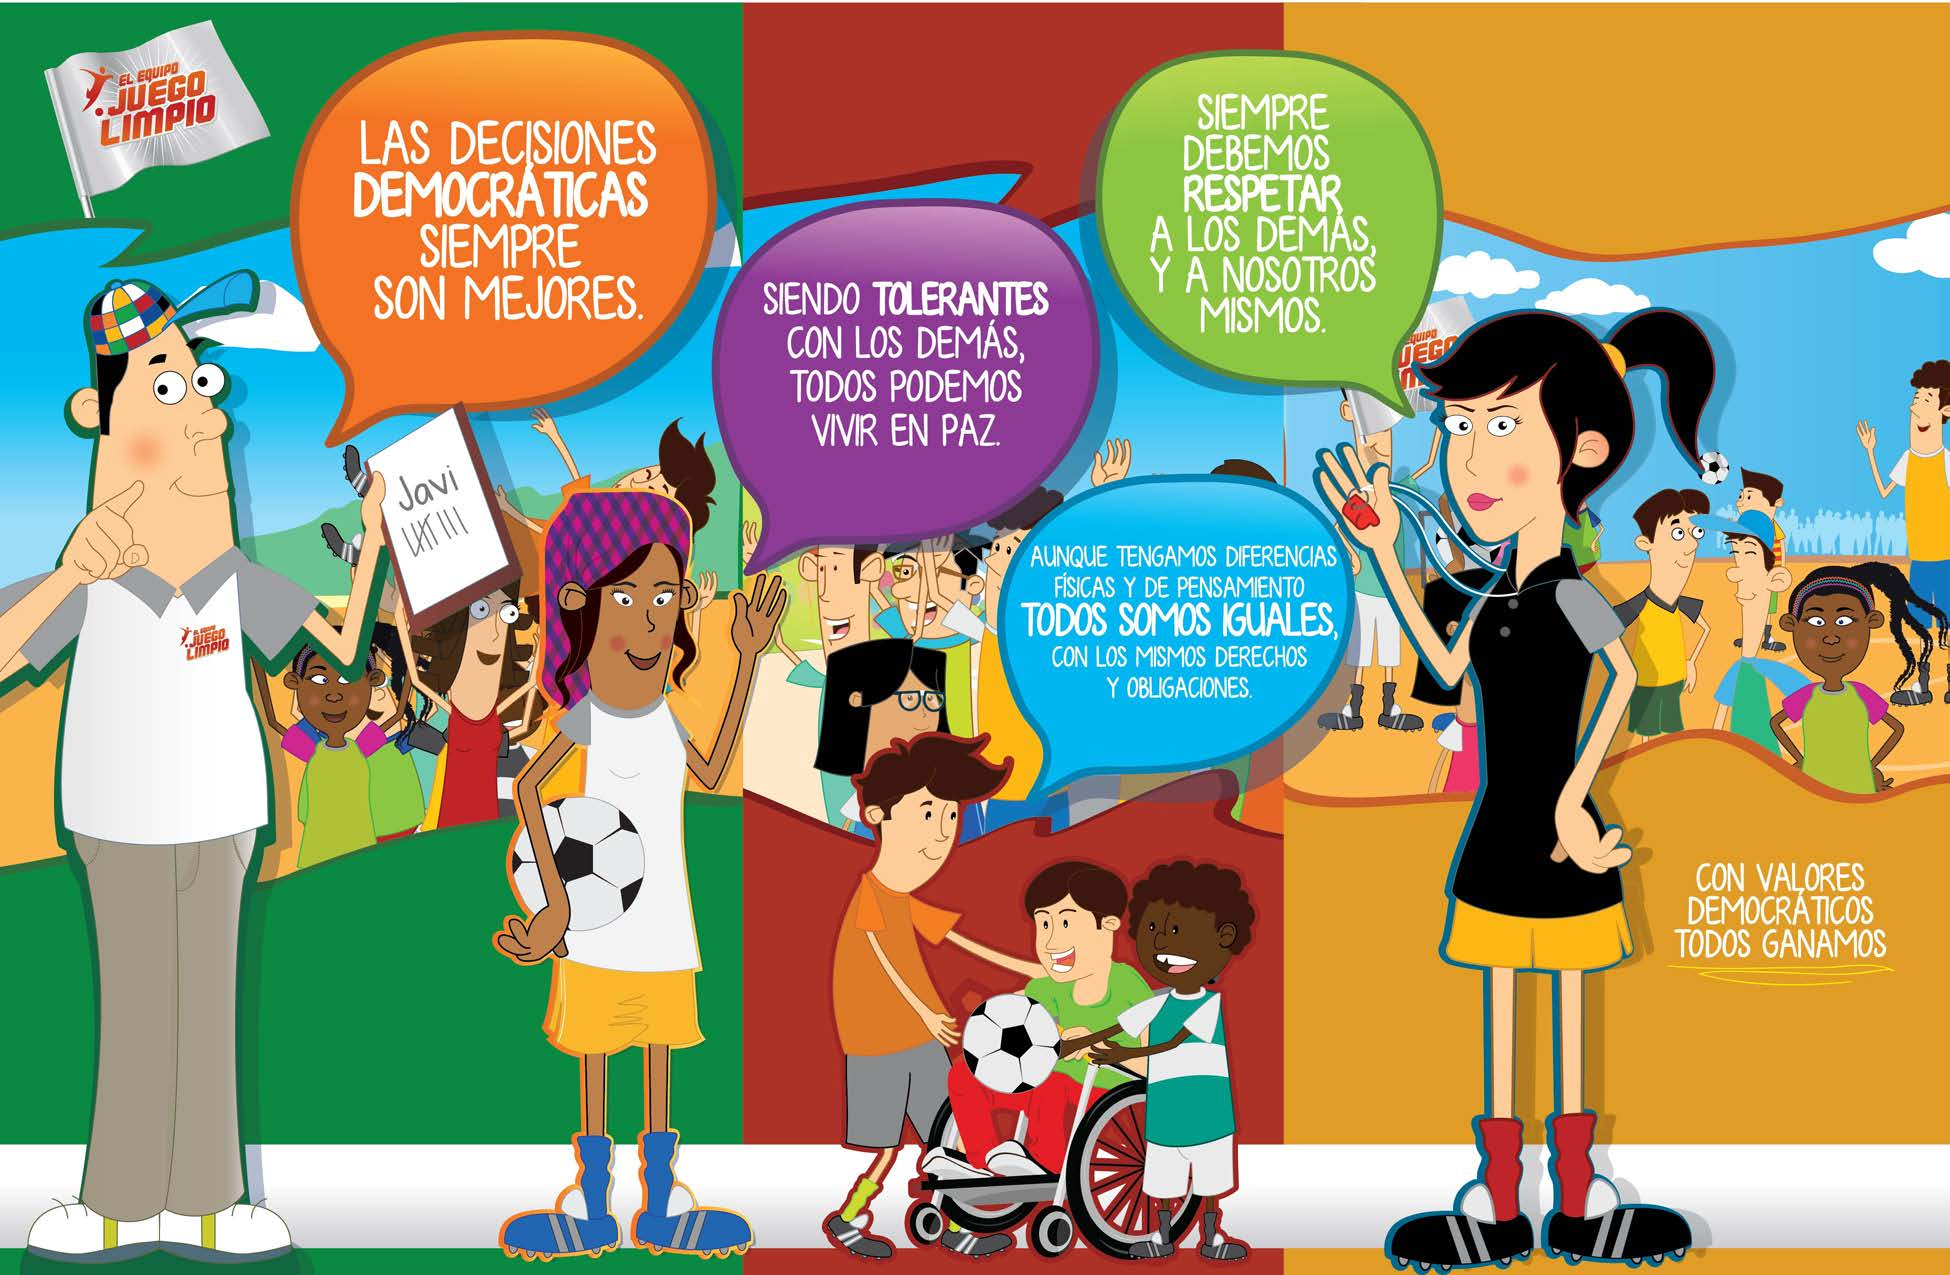 EL EQUIPO
JUEGO
LIMPIO
LAS DECISIONES
DEMOCRÁTICAS
SIEMPRE
SON MEJORES.
SIENDO TOLERANTES
CON LOS DEMÁS,
TODOS PODEMOS
VIVIR EN PAZ.
SIEMPRE
DEBEMOS
RESPETAR
A LOS DEMÁS,
Y A NOSOTROS
MISMOS.
AUNQUE TENGAMOS DIFERENCIAS
FÍSICAS Y DE PENSAMIENTO
TODOS SOMOS IGUALES,
CON LOS MISMOS DERECHOS
Y OBLIGACIONES.
Javi
EL EQUIPO
JUEGO
LIMPIO
CON VALORES
DEMOCRÁTICOS
TODOS GANAMOS